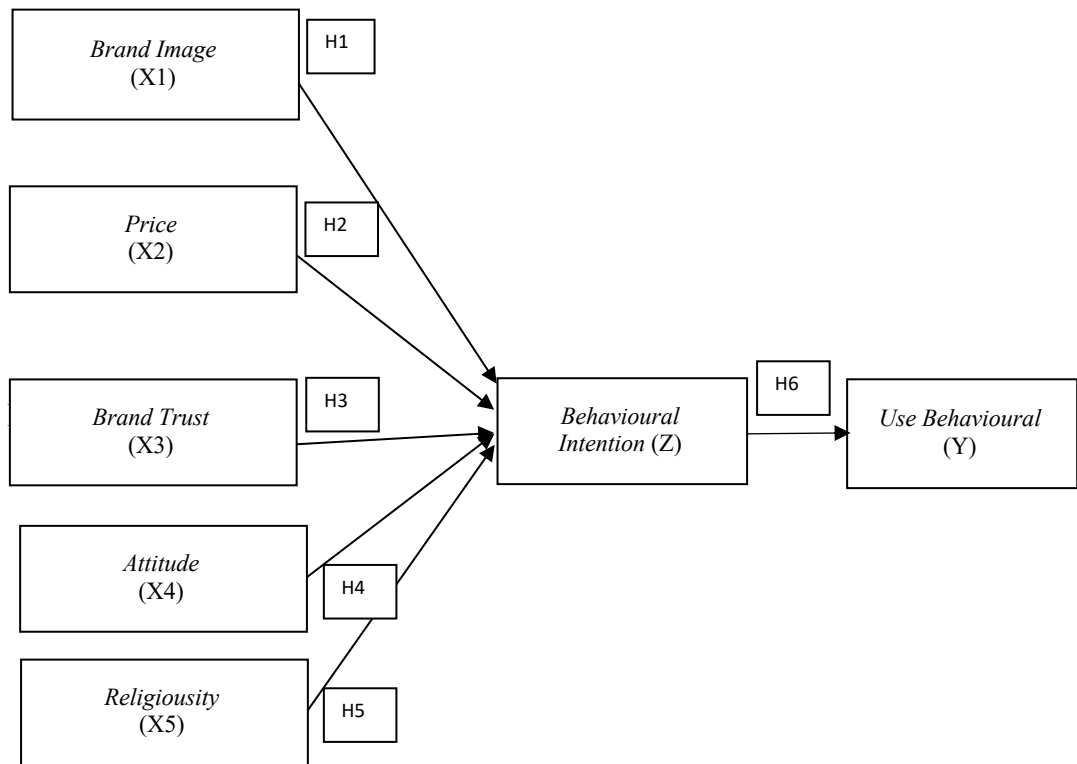 Brand Image
(X1)
H1
Price
(X2)
H2
Brand Trust
(X3)
H3
Behavioural
Intention (Z)
H6
Use Behavioural
(Y)
Attitude
(X4)
H4
Religiousity
(X5)
H5